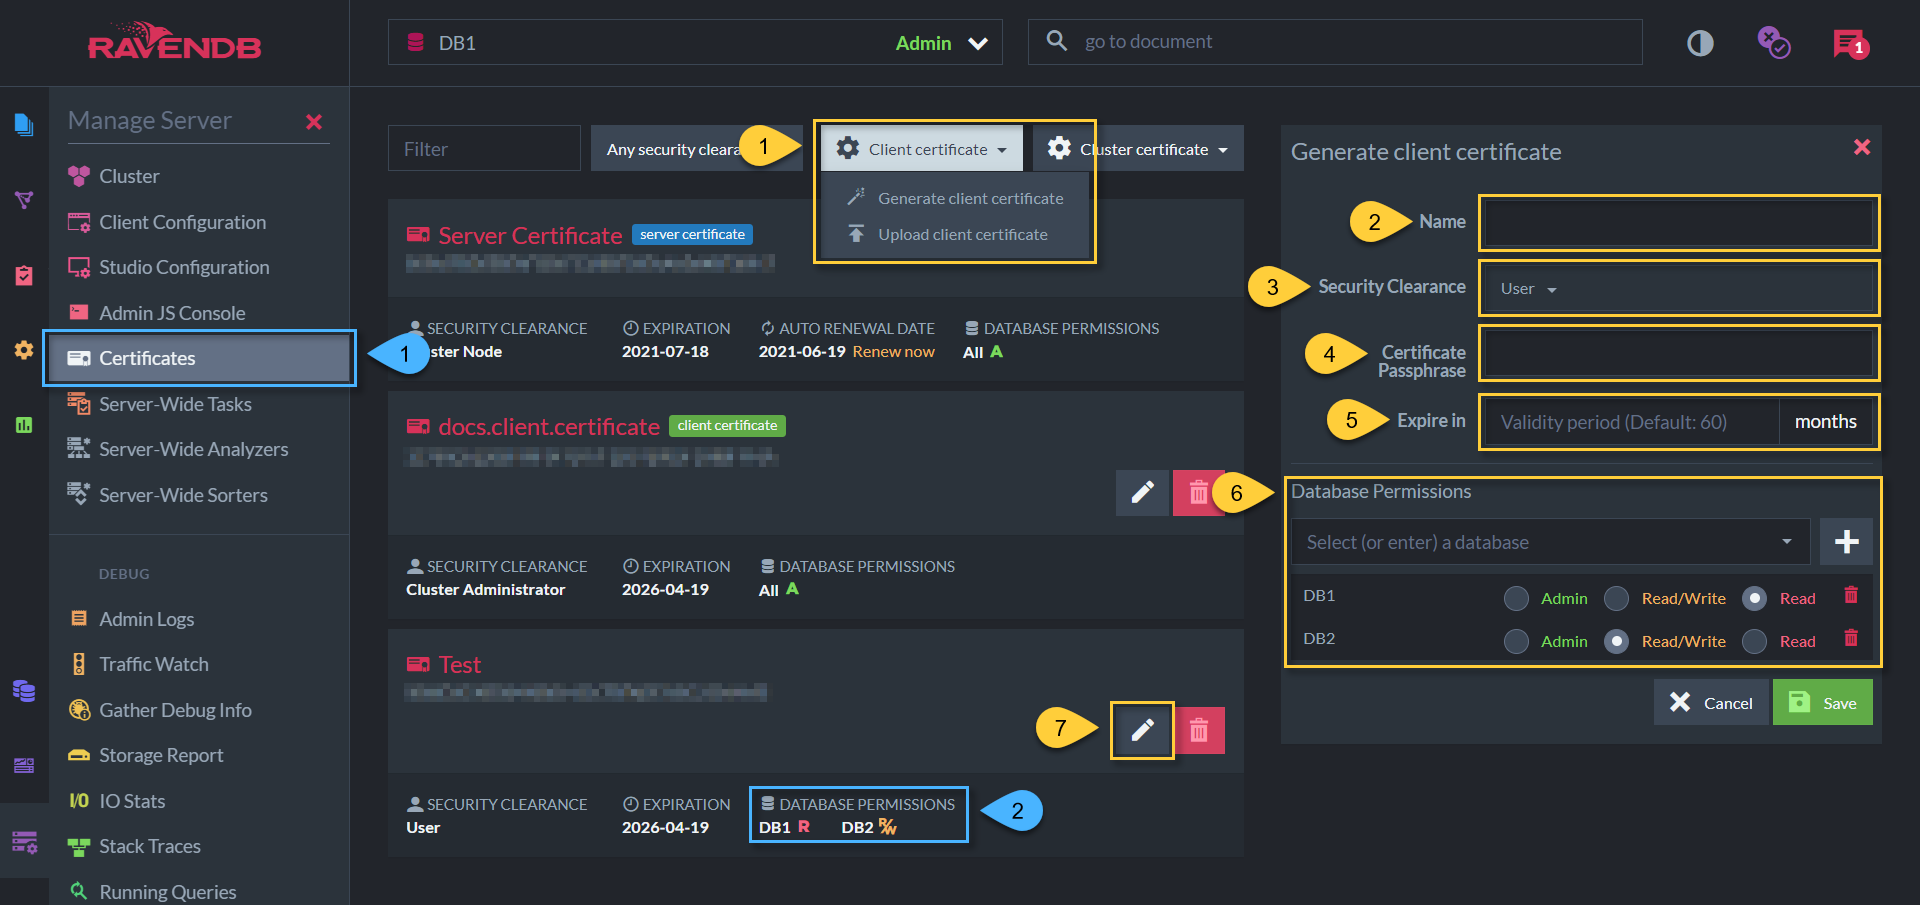 RAVENDB
DB1
Admin
go to document
1
Manage Server
Cluster
Client Configuration
Studio Configuration
Admin JS Console
Certificates
1
Server-Wide Tasks
Server-Wide Analyzers
Server-Wide Sorters
DEBUG
Admin Logs
Traffic Watch
Gather Debug Info
Storage Report
I/O IO Stats
Stack Traces
Running Queries
Filter
Any security cleara
1
Client certificate
Cluster certificate
Generate client certificate
Upload client certificate
Server Certificate
server certificate
SECURITY CLEARANCE
EXPIRATION
AUTO RENEWAL DATE
DATABASE PERMISSIONS
ster Node
2021-07-18
2021-06-19 Renew now
All A
docs.client.certificate
client certificate
SECURITY CLEARANCE
EXPIRATION
DATABASE PERMISSIONS
Cluster Administrator
2026-04-19
All A
Test
7
SECURITY CLEARANCE
EXPIRATION
DATABASE PERMISSIONS
User
2026-04-19
DB1 R
DB2 R/W
2
Generate client certificate
2
Name
3
Security Clearance
User
4
Certificate
Passphrase
5
Expire in
Validity period (Default: 60)
months
6
Database Permissions
Select (or enter) a database
DB1
Admin
Read/Write
Read
DB2
Admin
Read/Write
Read
Cancel
Save